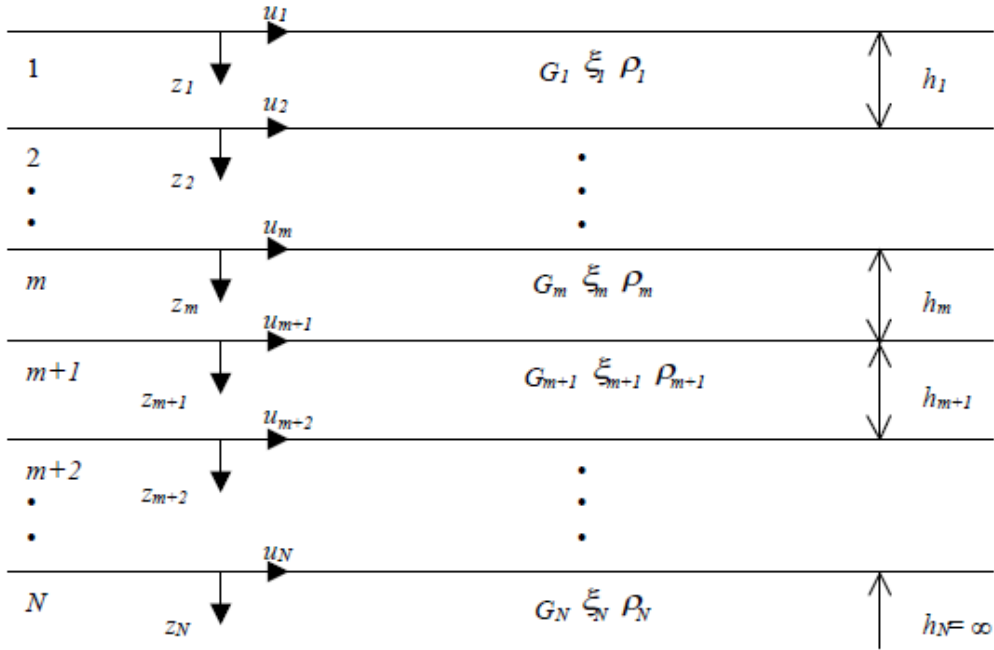 u1
1 z1 G1 ξ1 ρ1 h1
u2
2 z2
um
m zm Gm ξm ρm hm
um+1
m+1 zm+1 Gm+1 ξm+1 ρm+1 hm+1
um+2
m+2 zm+2
uN
N zN GN ξN ρN hN= ∞